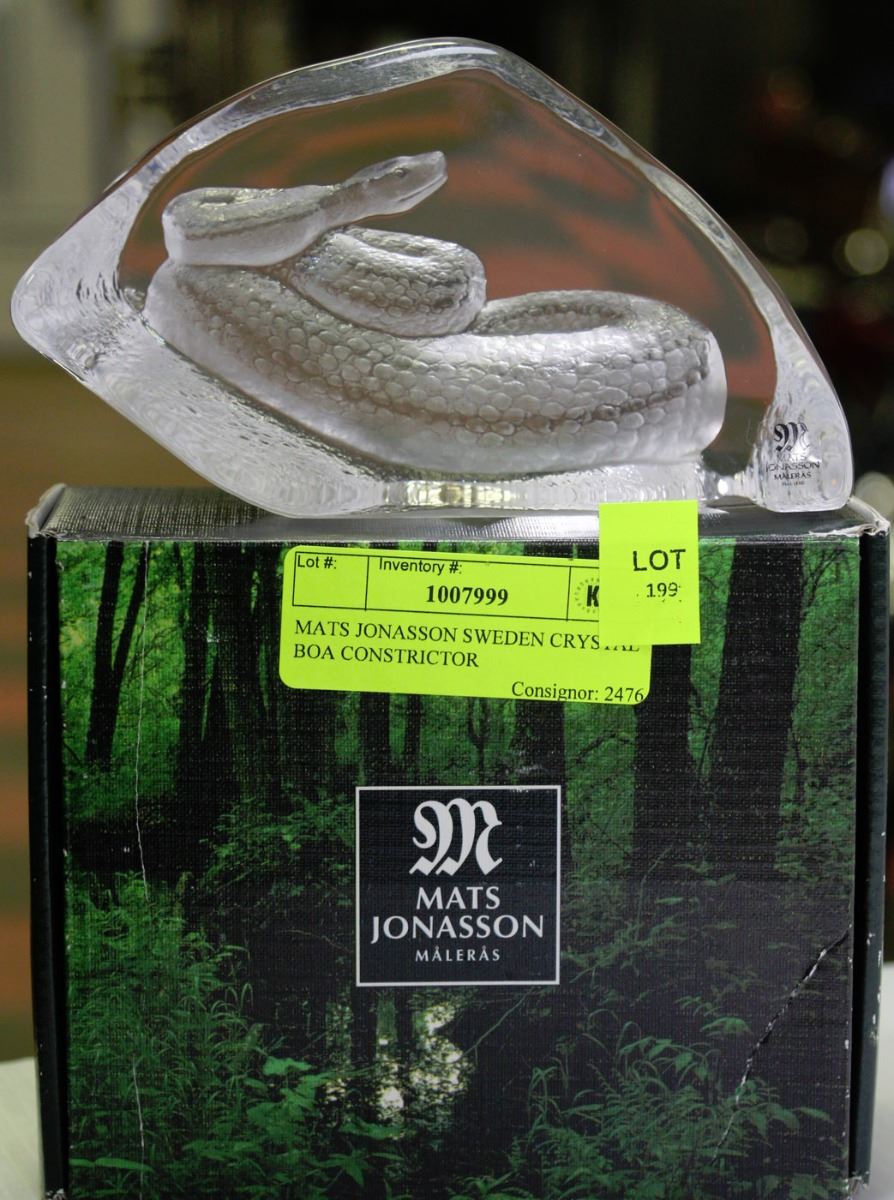 M
MATS
JONASSON
MÅLERÅS
Lot #:
Inventory #:
1007999
K
LOT
199
MATS JONASSON SWEDEN CRYSTAL
BOA CONSTRICTOR
Consignor: 2476
M
MATS
JONASSON
MÅLERÅS